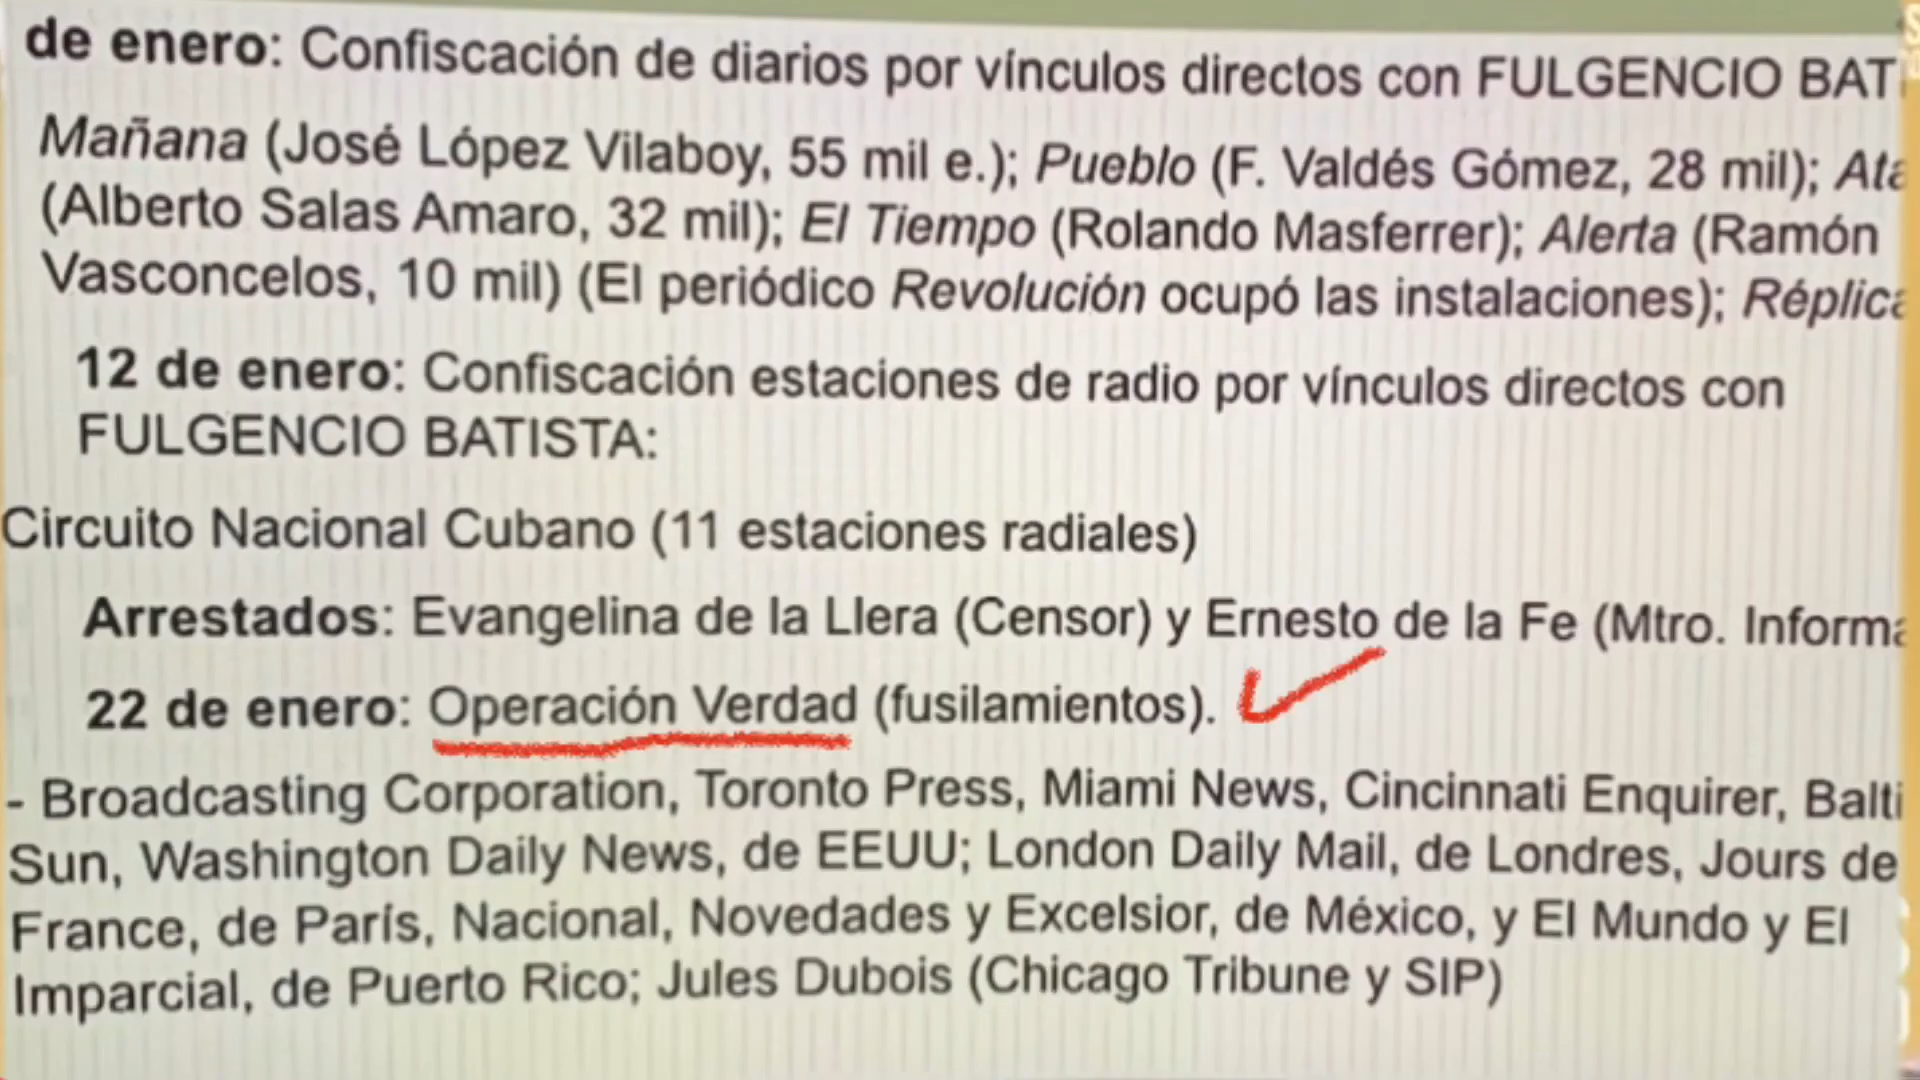 de enero: Confiscación de diarios por vínculos directos con FULGENCIO BAT
Mañana (José López Vilaboy, 55 mil e.); Pueblo (F. Valdés Gómez, 28 mil); Ata
(Alberto Salas Amaro, 32 mil); El Tiempo (Rolando Masferrer); Alerta (Ramón
Vasconcelos, 10 mil) (El periódico Revolución ocupó las instalaciones); Réplica
12 de enero: Confiscación estaciones de radio por vínculos directos con
FULGENCIO BATISTA:
Circuito Nacional Cubano (11 estaciones radiales)
Arrestados: Evangelina de la Llera (Censor) y Ernesto de la Fe (Mtro. Informa
22 de enero: Operación Verdad (fusilamientos).
- Broadcasting Corporation, Toronto Press, Miami News, Cincinnati Enquirer, Balti
Sun, Washington Daily News, de EEUU; London Daily Mail, de Londres, Jours de
France, de París, Nacional, Novedades y Excelsior, de México, y El Mundo y El
Imparcial, de Puerto Rico; Jules Dubois (Chicago Tribune y SIP)